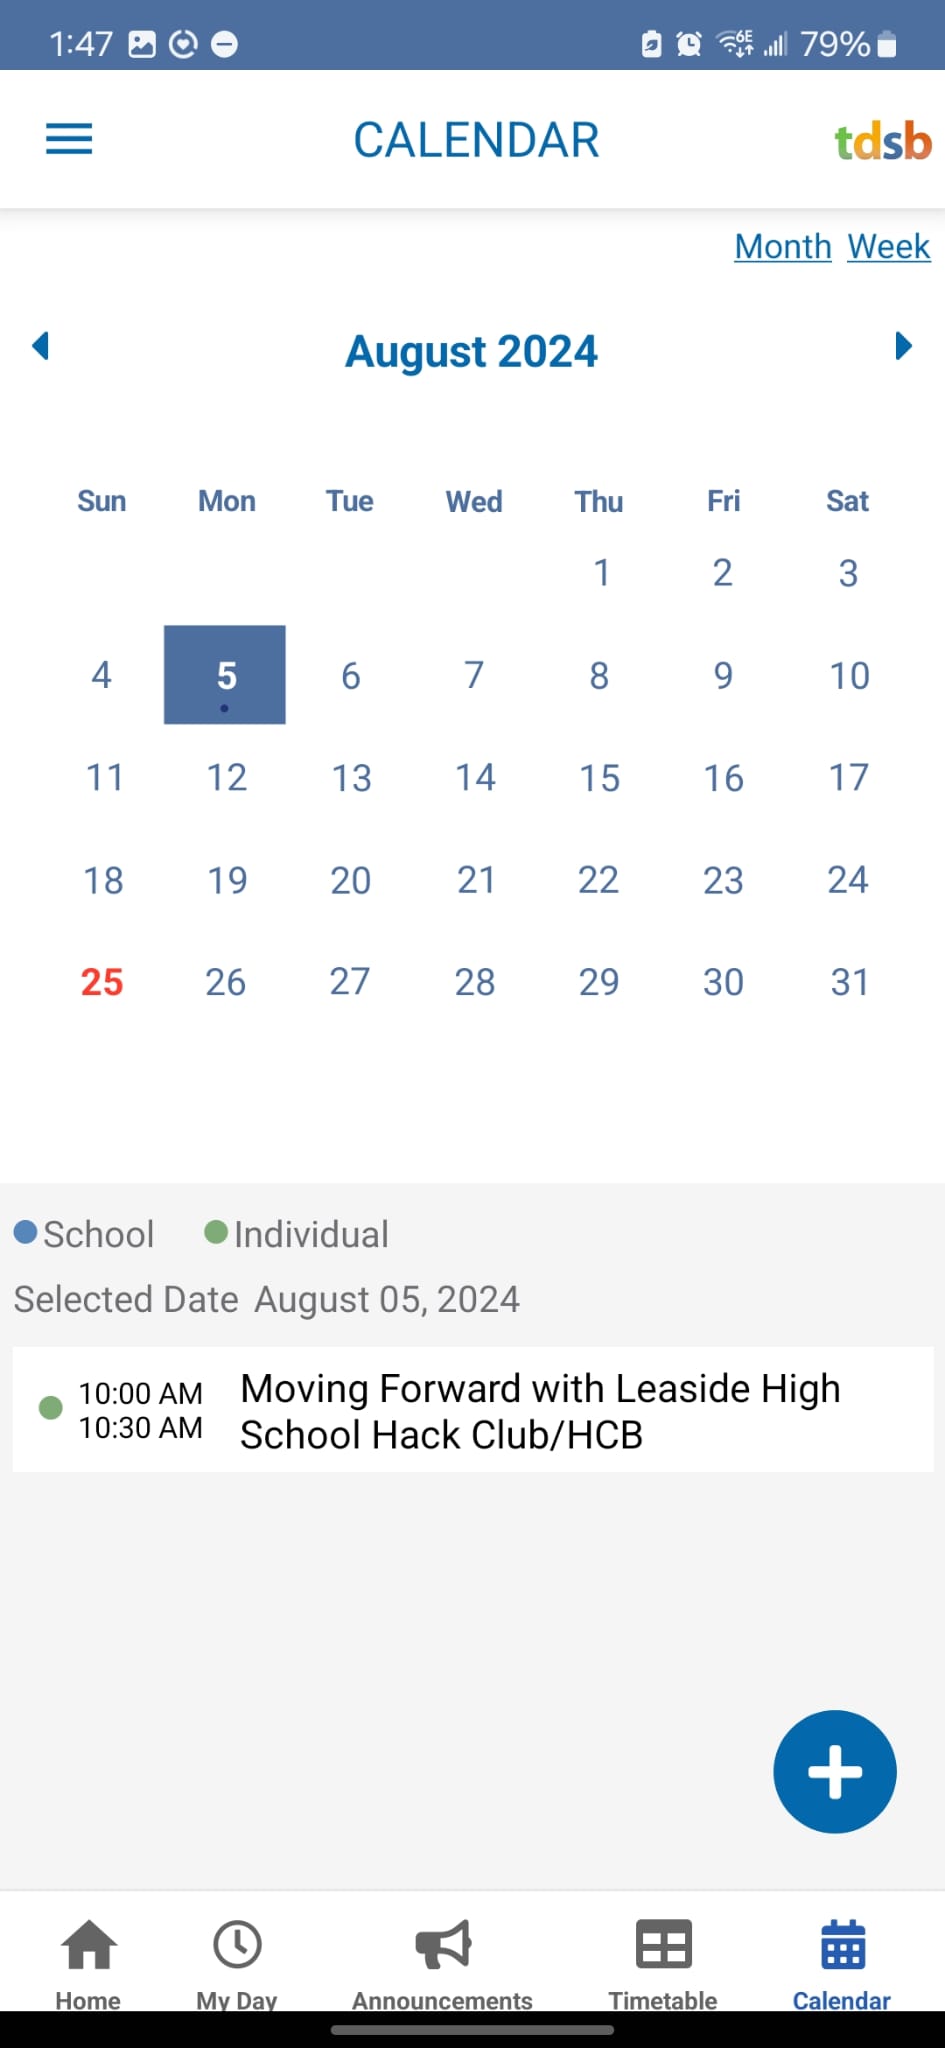 1:47 6E 79%
CALENDAR tdsb
Month Week
August 2024
Sun Mon Tue Wed Thu Fri Sat
1 2 3
4 5 6 7 8 9 10
11 12 13 14 15 16 17
18 19 20 21 22 23 24
25 26 27 28 29 30 31
School Individual
Selected Date August 05, 2024
10:00 AM
10:30 AM
Moving Forward with Leaside High
School Hack Club/HCB
Home My Day Announcements Timetable Calendar